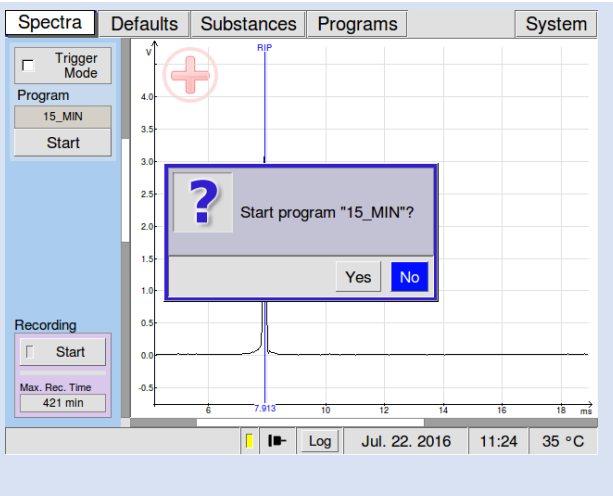 Spectra Defaults Substances Programs System
Trigger
Mode
Program
15_MIN
Start
Recording
Start
Max. Rec. Time
421 min
V
RIP
4.0
3.5
3.0
2.5
2.0
1.5
1.0
0.5
0.0
-0.5
6 7.913 10 12 14 16 18 ms
?
Start program "15_MIN"?
Yes No
Log Jul. 22. 2016 11:24 35 °C